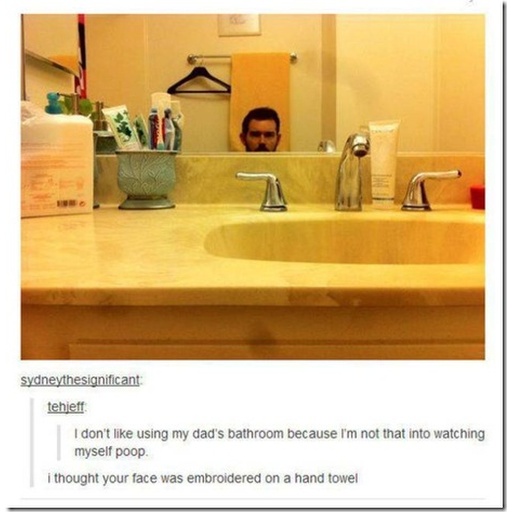 sydneythesignificant:
tehjeff:
I don't like using my dad's bathroom because I'm not that into watching
myself poop.
i thought your face was embroidered on a hand towel